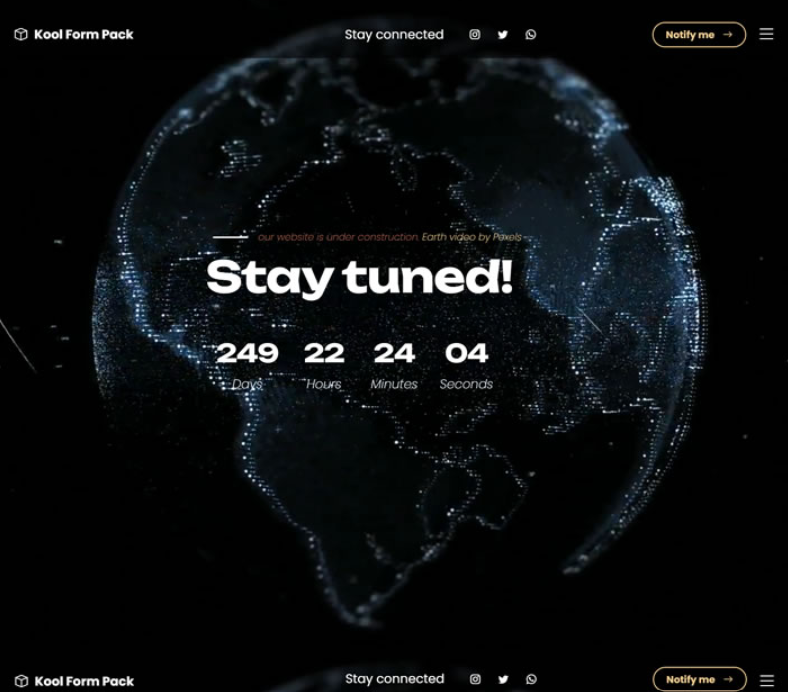 Kool Form Pack Stay connected Notify me →
our website is under construction. Earth video by Pexels
Stay tuned!
249 22 24 04
Days Hours Minutes Seconds
Kool Form Pack Stay connected Notify me →